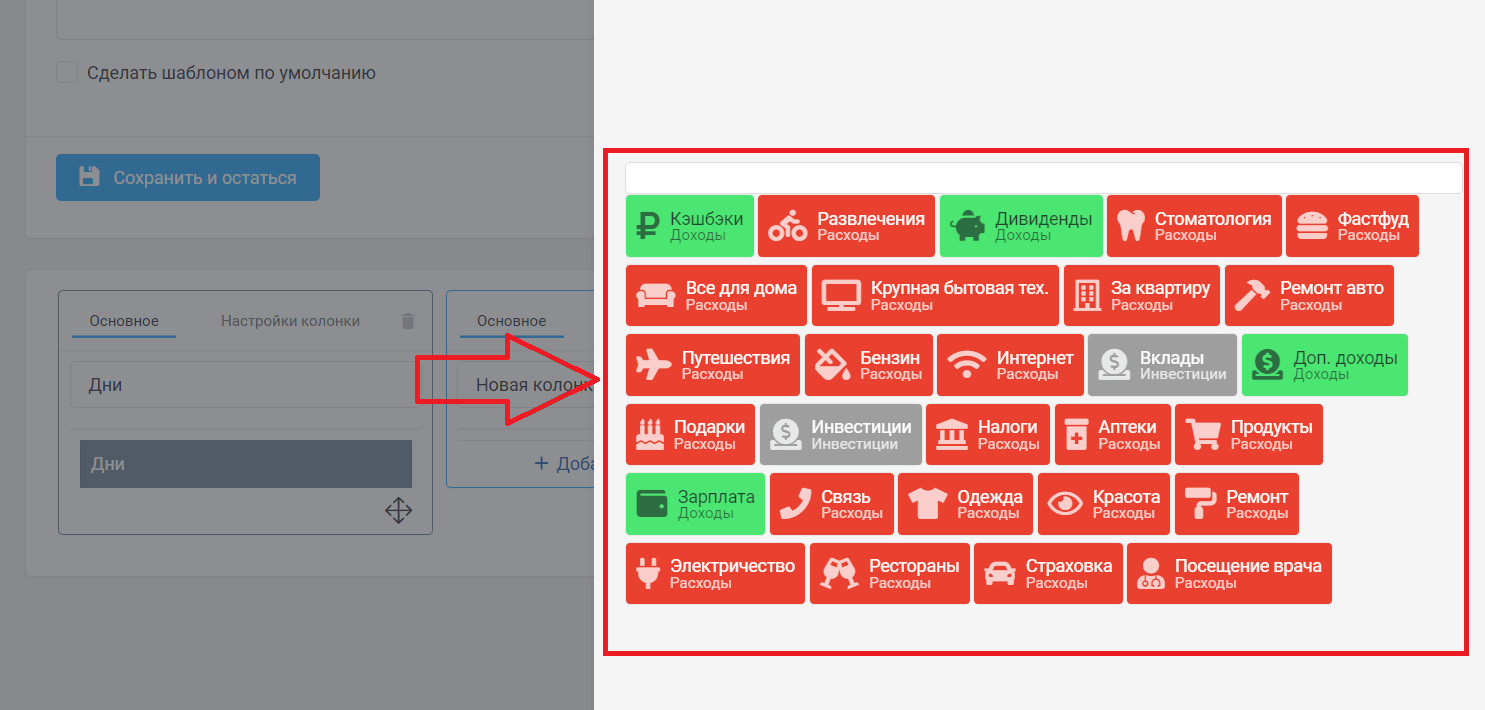 Сделать шаблоном по умолчанию
Сохранить и остаться
Основное
Настройки колонки
Дни
Дни
Основное
Новая колонк
+ Доба
Кэшбэки
Доходы
Развлечения
Расходы
Дивиденды
Доходы
Стоматология
Расходы
Фастфуд
Расходы
Все для дома
Расходы
Крупная бытовая тех.
Расходы
За квартиру
Расходы
Ремонт авто
Расходы
Путешествия
Расходы
Бензин
Расходы
Интернет
Расходы
Вклады
Инвестиции
Доп. доходы
Доходы
Подарки
Расходы
Инвестиции
Инвестиции
Налоги
Расходы
Аптеки
Расходы
Продукты
Расходы
Зарплата
Доходы
Связь
Расходы
Одежда
Расходы
Красота
Расходы
Ремонт
Расходы
Электричество
Расходы
Рестораны
Расходы
Страховка
Расходы
Посещение врача
Расходы